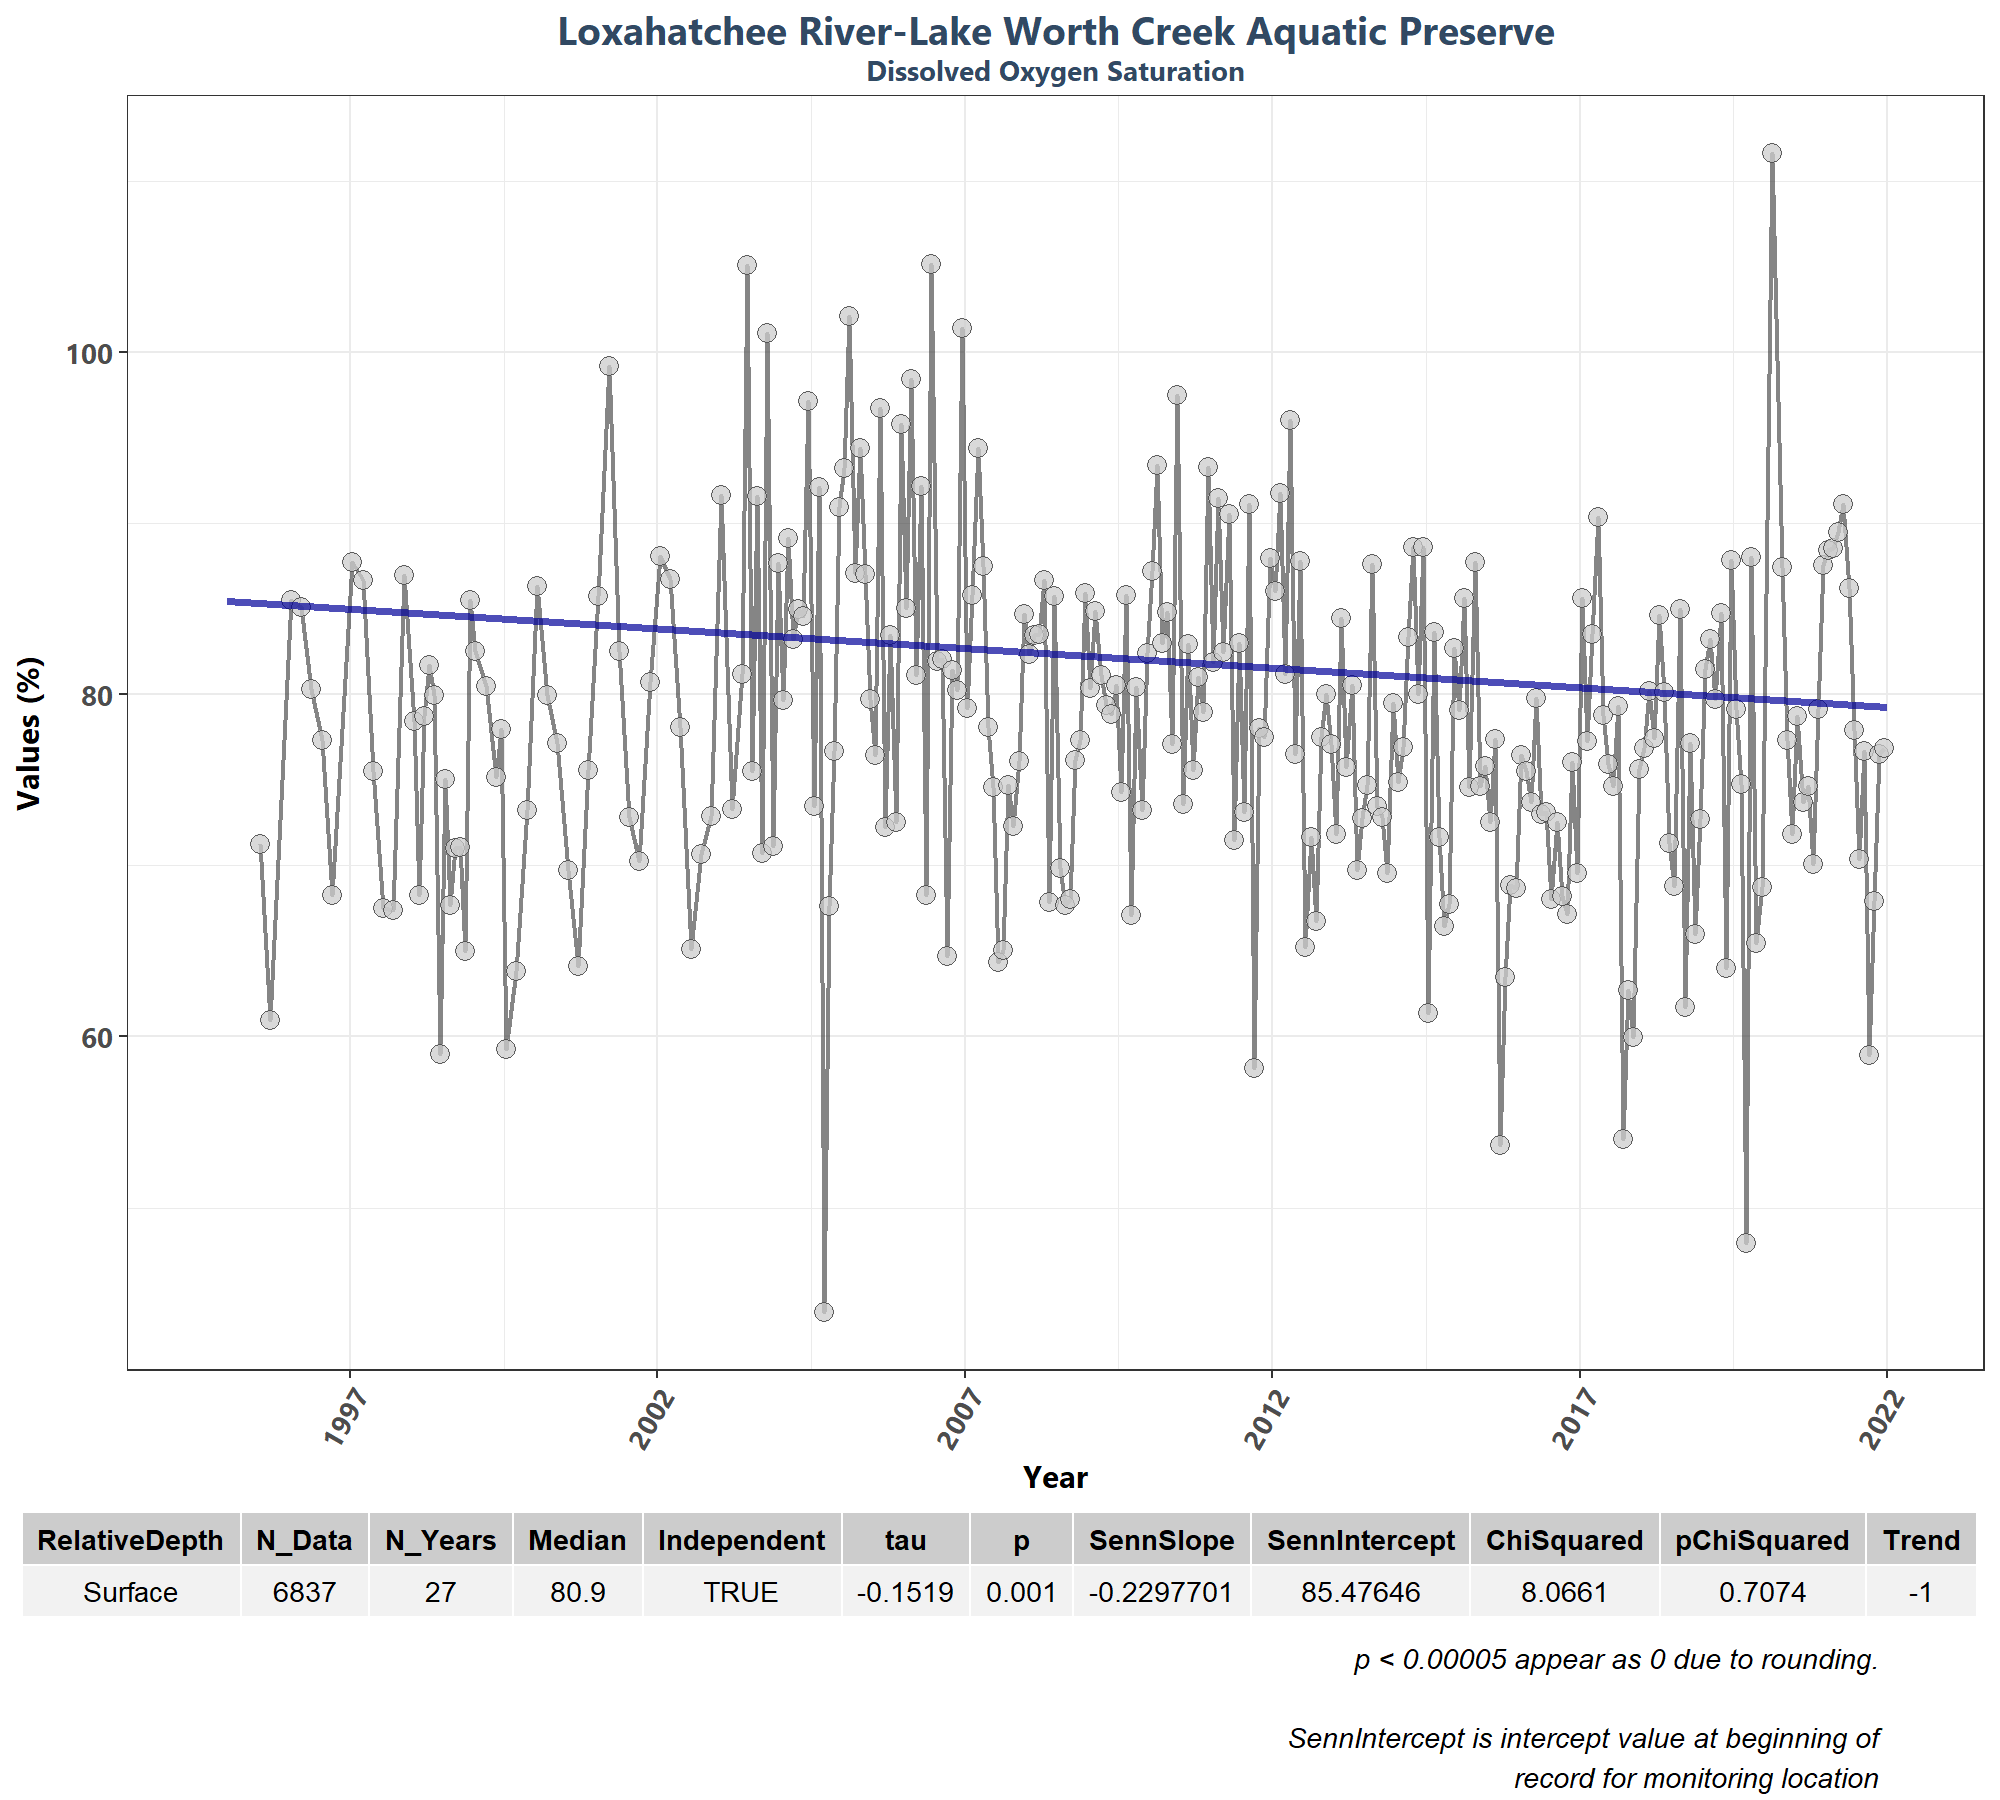 Loxahatchee River-Lake Worth Creek Aquatic Preserve
Dissolved Oxygen Saturation
Values (%)
100
80
60
1997 2002 2007 2012 2017 2022
Year
RelativeDepth N_Data N_Years Median Independent tau p SennSlope SennIntercept ChiSquared pChiSquared Trend
Surface 6837 27 80.9 TRUE -0.1519 0.001 -0.2297701 85.47646 8.0661 0.7074 -1
p < 0.00005 appear as 0 due to rounding.
SennIntercept is intercept value at beginning of
record for monitoring location